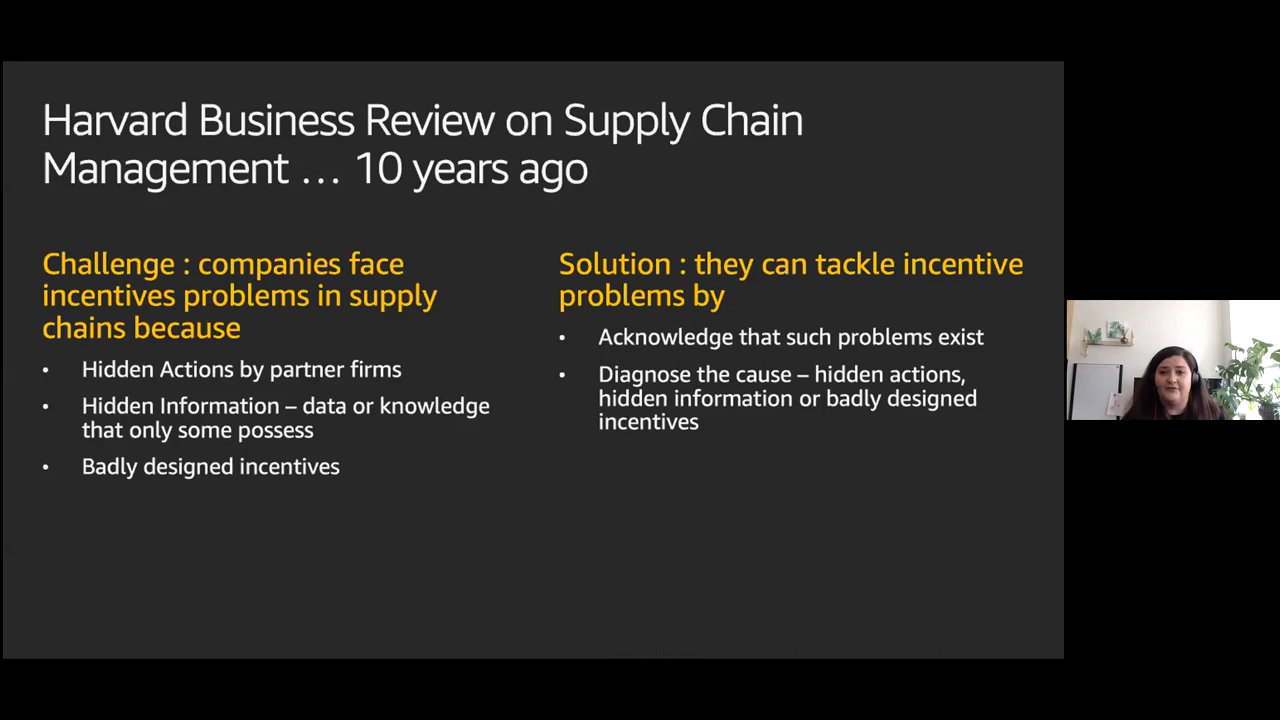 Harvard Business Review on Supply Chain
Management … 10 years ago
Challenge : companies face
incentives problems in supply
chains because
• Hidden Actions by partner firms
• Hidden Information – data or knowledge
that only some possess
• Badly designed incentives
Solution : they can tackle incentive
problems by
• Acknowledge that such problems exist
• Diagnose the cause – hidden actions,
hidden information or badly designed
incentives